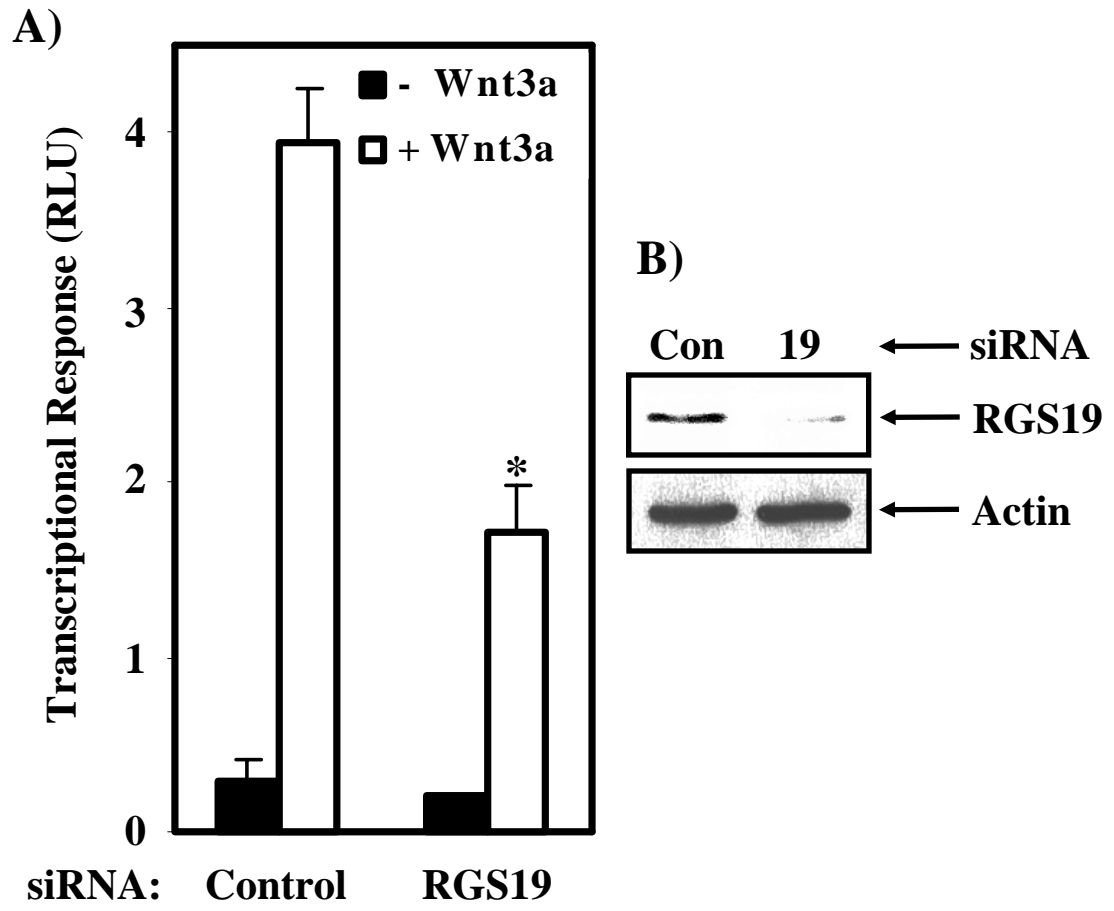 A)
Transcriptional Response (RLU)
4
3
2
1
0
- Wnt3a
+ Wnt3a
*
siRNA: Control RGS19
B)
Con 19 siRNA
RGS19
Actin